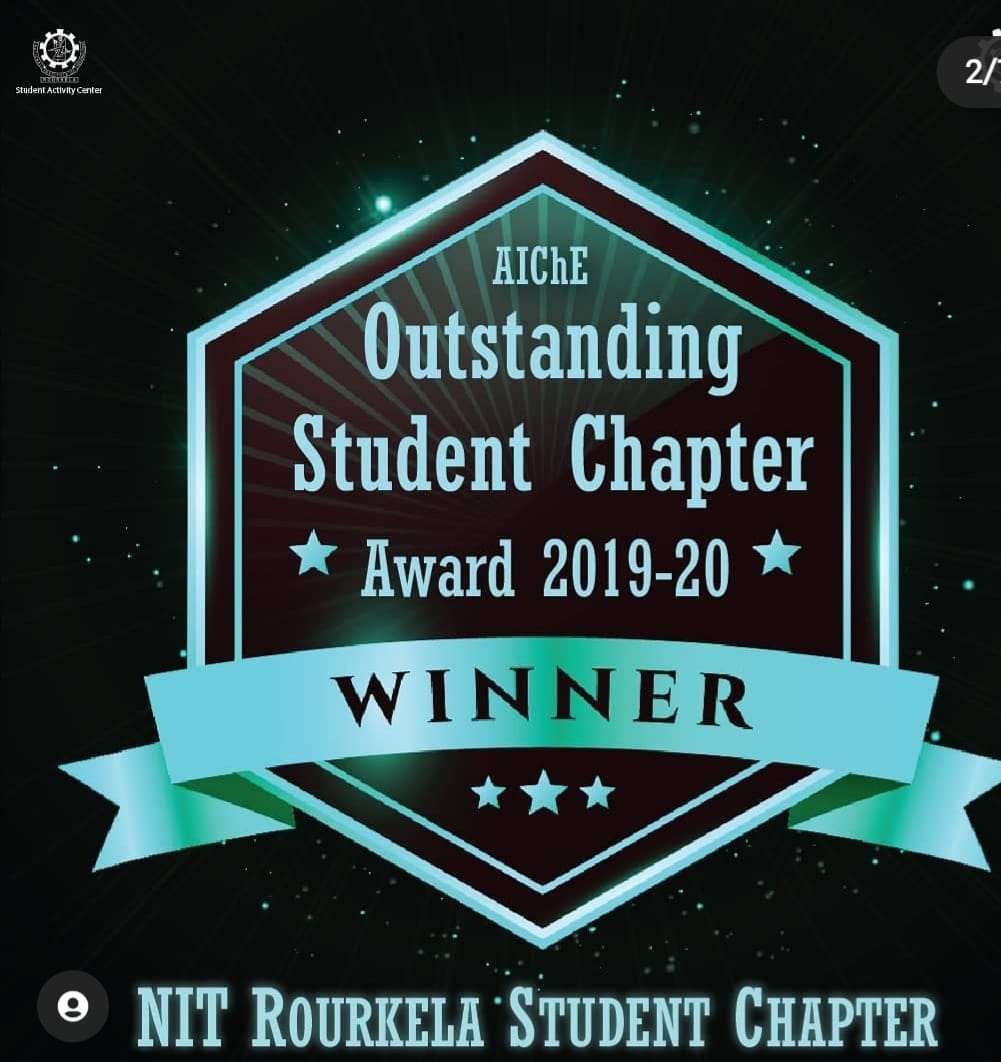 Student Activity Center
2/
AIChE
Outstanding
Student Chapter
Award 2019-20
WINNER
NIT ROURKELA STUDENT CHAPTER